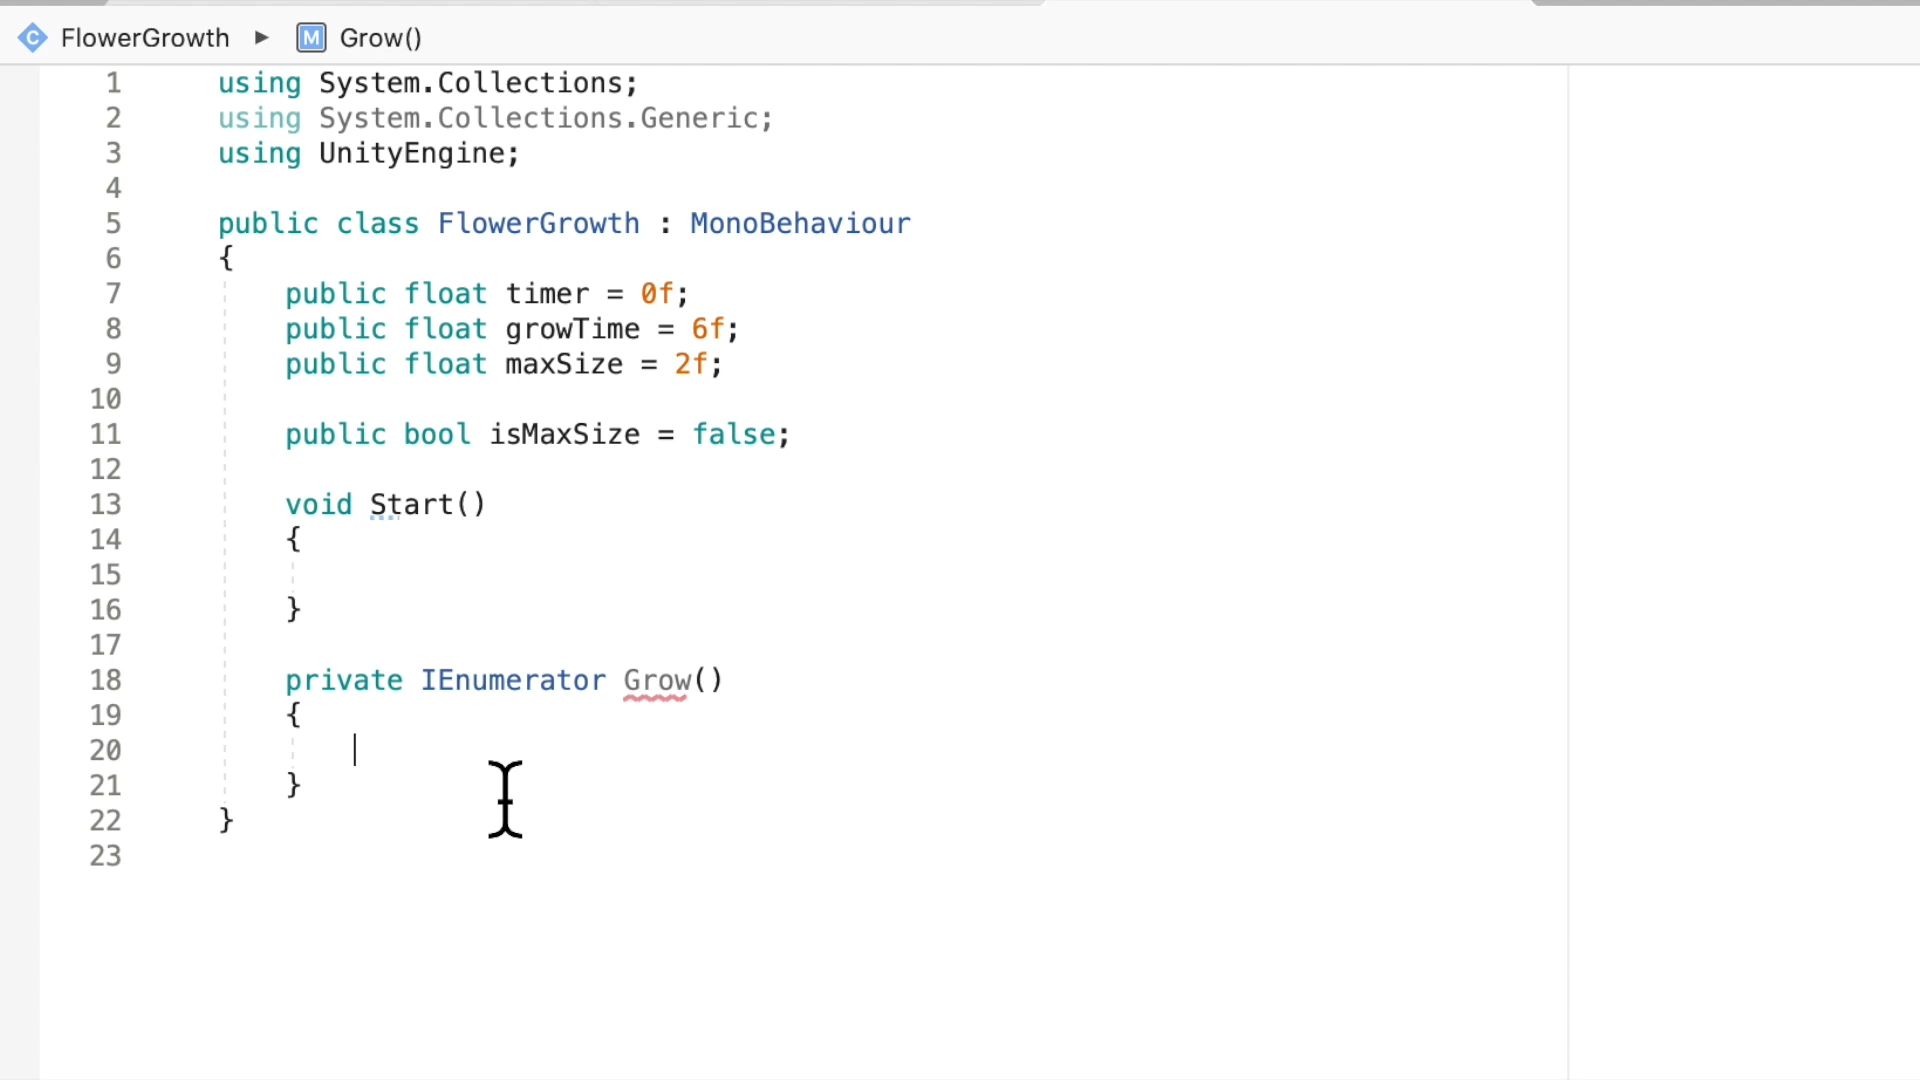 C FlowerGrowth ▶ M Grow()
1 using System.Collections;
2 using System.Collections.Generic;
3 using UnityEngine;
4
5 public class FlowerGrowth : MonoBehaviour
6 {
7 public float timer = 0f;
8 public float growTime = 6f;
9 public float maxSize = 2f;
10
11 public bool isMaxSize = false;
12
13 void Start()
14 {
15
16 }
17
18 private IEnumerator Grow()
19 {
20
21 }
22 }
23